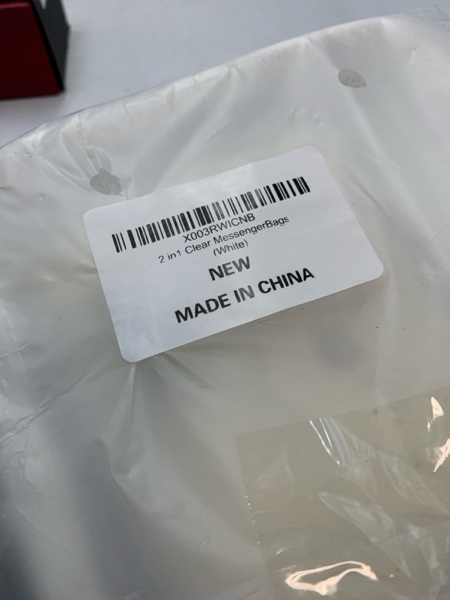 X003RWICNB
2 in1 Clear MessengerBags
(White)
NEW
MADE IN CHINA